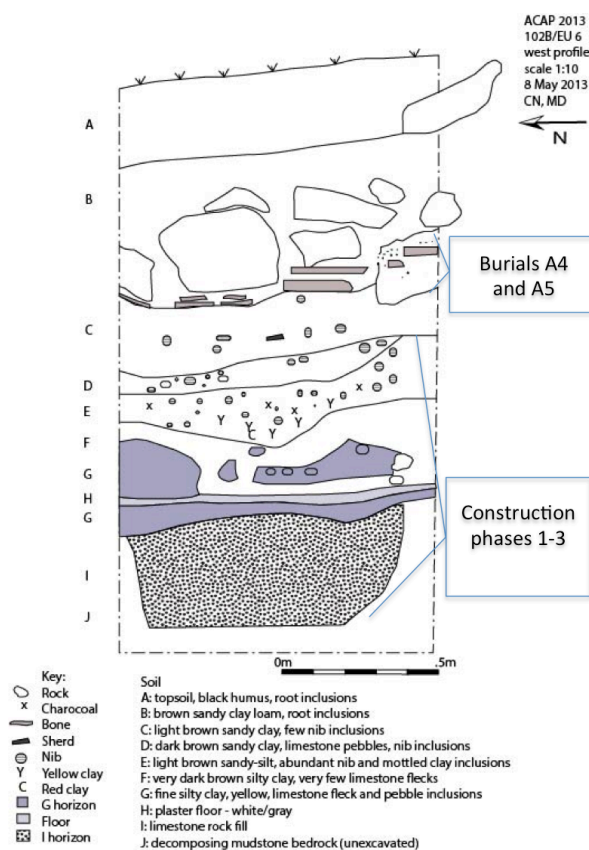 ACAP 2013
102B/EU 6
west profile
scale 1:10
8 May 2013
CN, MD
N
A
B
Burials A4
and A5
C
D
E
x
x
x
x
Y
Y
Y
Y
Y
C
F
G
H
G
Construction
phases 1-3
I
J
0m
.5m
Key:
Rock
x Charocoal
Bone
Sherd
Nib
Y Yellow clay
C Red clay
G horizon
Floor
I horizon
Soil
A: topsoil, black humus, root inclusions
B: brown sandy clay loam, root inclusions
C: light brown sandy clay, few nib inclusions
D: dark brown sandy clay, limestone pebbles, nib inclusions
E: light brown sandy-silt, abundant nib and mottled clay inclusions
F: very dark brown silty clay, very few limestone flecks
G: fine silty clay, yellow, limestone fleck and pebble inclusions
H: plaster floor - white/gray
I: limestone rock fill
J: decomposing mudstone bedrock (unexcavated)